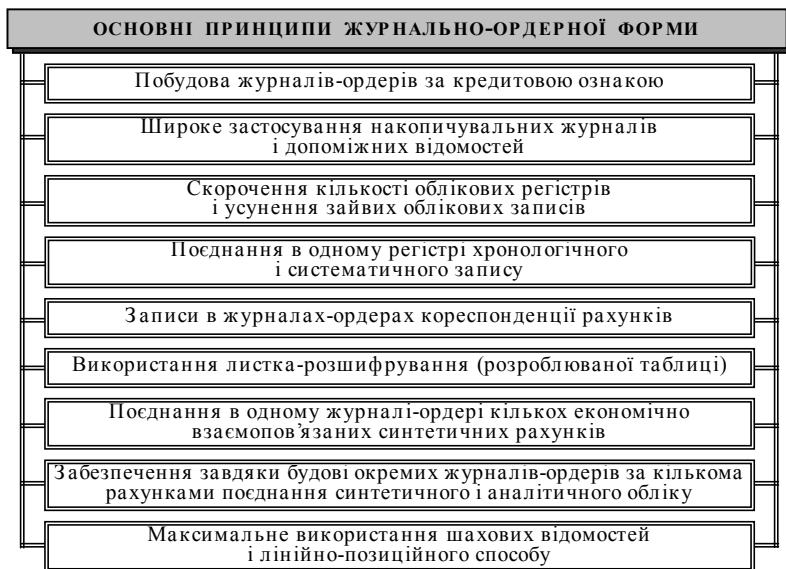 ОСНОВНІ ПРИНЦИПИ ЖУРНАЛЬНО-ОРДЕРНОЇ ФОРМИ
Побудова журналів-ордерів за кредитовою ознакою
Широке застосування накопичувальних журналів
і допоміжних відомостей
Скорочення кількості облікових регістрів
і усунення зайвих облікових записів
Поєднання в одному регістрі хронологічного
і систематичного запису
Записи в журналах-ордерах кореспонденції рахунків
Використання листка-розшифрування (розроблюваної таблиці)
Поєднання в одному журналі-ордері кількох економічно
взаємопов’язаних синтетичних рахунків
Забезпечення завдяки будові окремих журналів-ордерів за кількома
рахунками поєднання синтетичного і аналітичного обліку
Максимальне використання шахових відомостей
і лінійно-позиційного способу